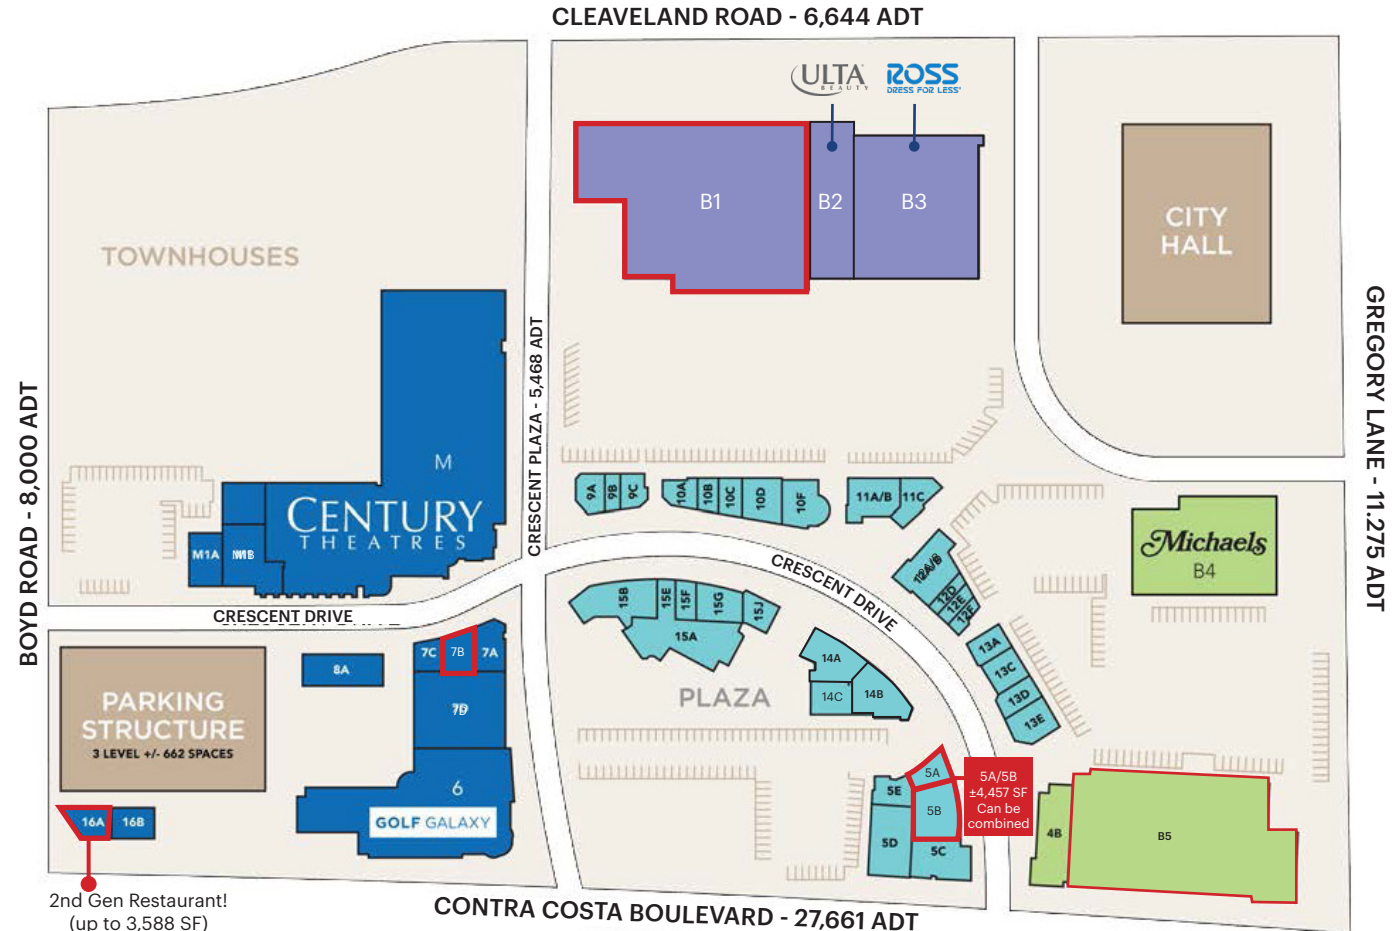 CLEAVELAND ROAD - 6,644 ADT
ULTA
BEAUTY
ROSS
DRESS FOR LESS
B1
B2
B3
CITY
HALL
TOWNHOUSES
GREGORY LANE - 11.275 ADT
CRESCENT PLAZA - 5,468 ADT
BOYD ROAD - 8,000 ADT
M
CENTURY
THEATRES
M1A
9A
9B
9C
10A
10B
10C
10D
10F
11A/B
11C
Michaels
B4
12A/B
12D
12E
12F
CRESCENT DRIVE
CRESCENT DRIVE
15B
15E
15F
15G
15J
15A
13A
13C
13D
13E
14A
14C
14B
PLAZA
7C
7B
7A
8A
PARKING
STRUCTURE
3 LEVEL +/- 662 SPACES
6
GOLF GALAXY
16A
16B
5A
5E
5B
5D
5C
5A/5B
±4,457 SF
Can be
combined
4B
B5
2nd Gen Restaurant!
(up to 3,588 SF)
CONTRA COSTA BOULEVARD - 27,661 ADT